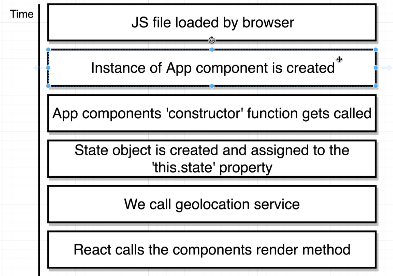 Time
JS file loaded by browser
Instance of App component is created
App components 'constructor' function gets called
State object is created and assigned to the
'this.state' property
We call geolocation service
React calls the components render method